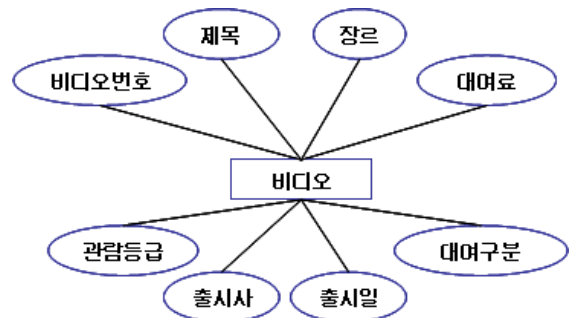 제목
장르
비디오번호
대여료
비디오
관람등급
대여구분
출시사
출시일